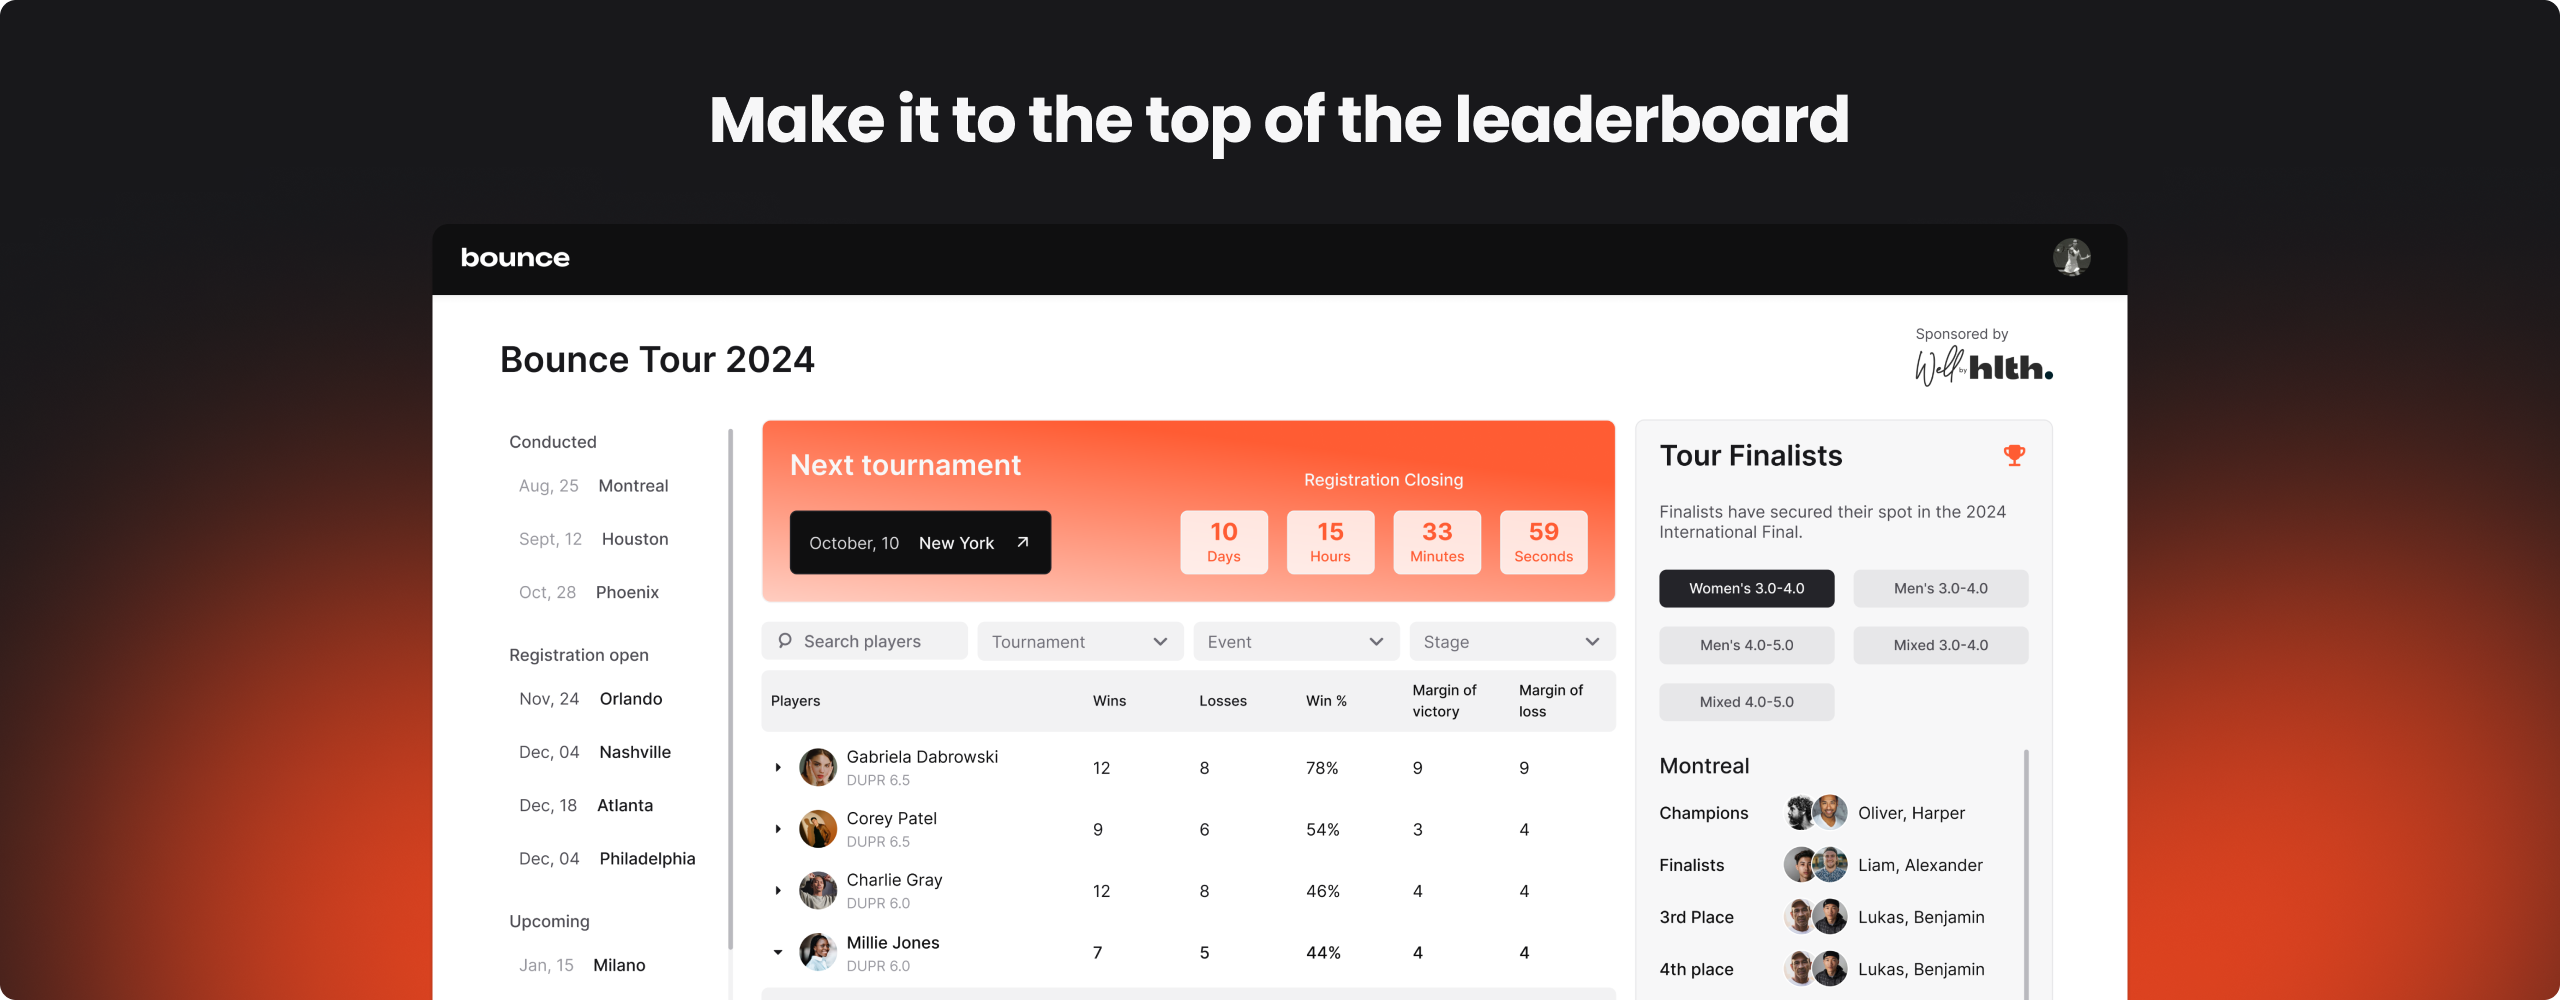 Make it to the top of the leaderboard
bounce
Bounce Tour 2024
Sponsored by
Well by hlth.
Conducted
Aug, 25 Montreal
Sept, 12 Houston
Oct, 28 Phoenix
Registration open
Nov, 24 Orlando
Dec, 04 Nashville
Dec, 18 Atlanta
Dec, 04 Philadelphia
Upcoming
Jan, 15 Milano
Next tournament
October, 10 New York
Registration Closing
10 15 33 59
Days Hours Minutes Seconds
Search players Tournament Event Stage
Players Wins Losses Win % Margin of victory Margin of loss
Gabriela Dabrowski 12 8 78% 9 9
DUPR 6.5
Corey Patel 9 6 54% 3 4
DUPR 6.5
Charlie Gray 12 8 46% 4 4
DUPR 6.0
Millie Jones 7 5 44% 4 4
DUPR 6.0
Tour Finalists
Finalists have secured their spot in the 2024
International Final.
Women's 3.0-4.0 Men's 3.0-4.0
Men's 4.0-5.0 Mixed 3.0-4.0
Mixed 4.0-5.0
Montreal
Champions Oliver, Harper
Finalists Liam, Alexander
3rd Place Lukas, Benjamin
4th place Lukas, Benjamin